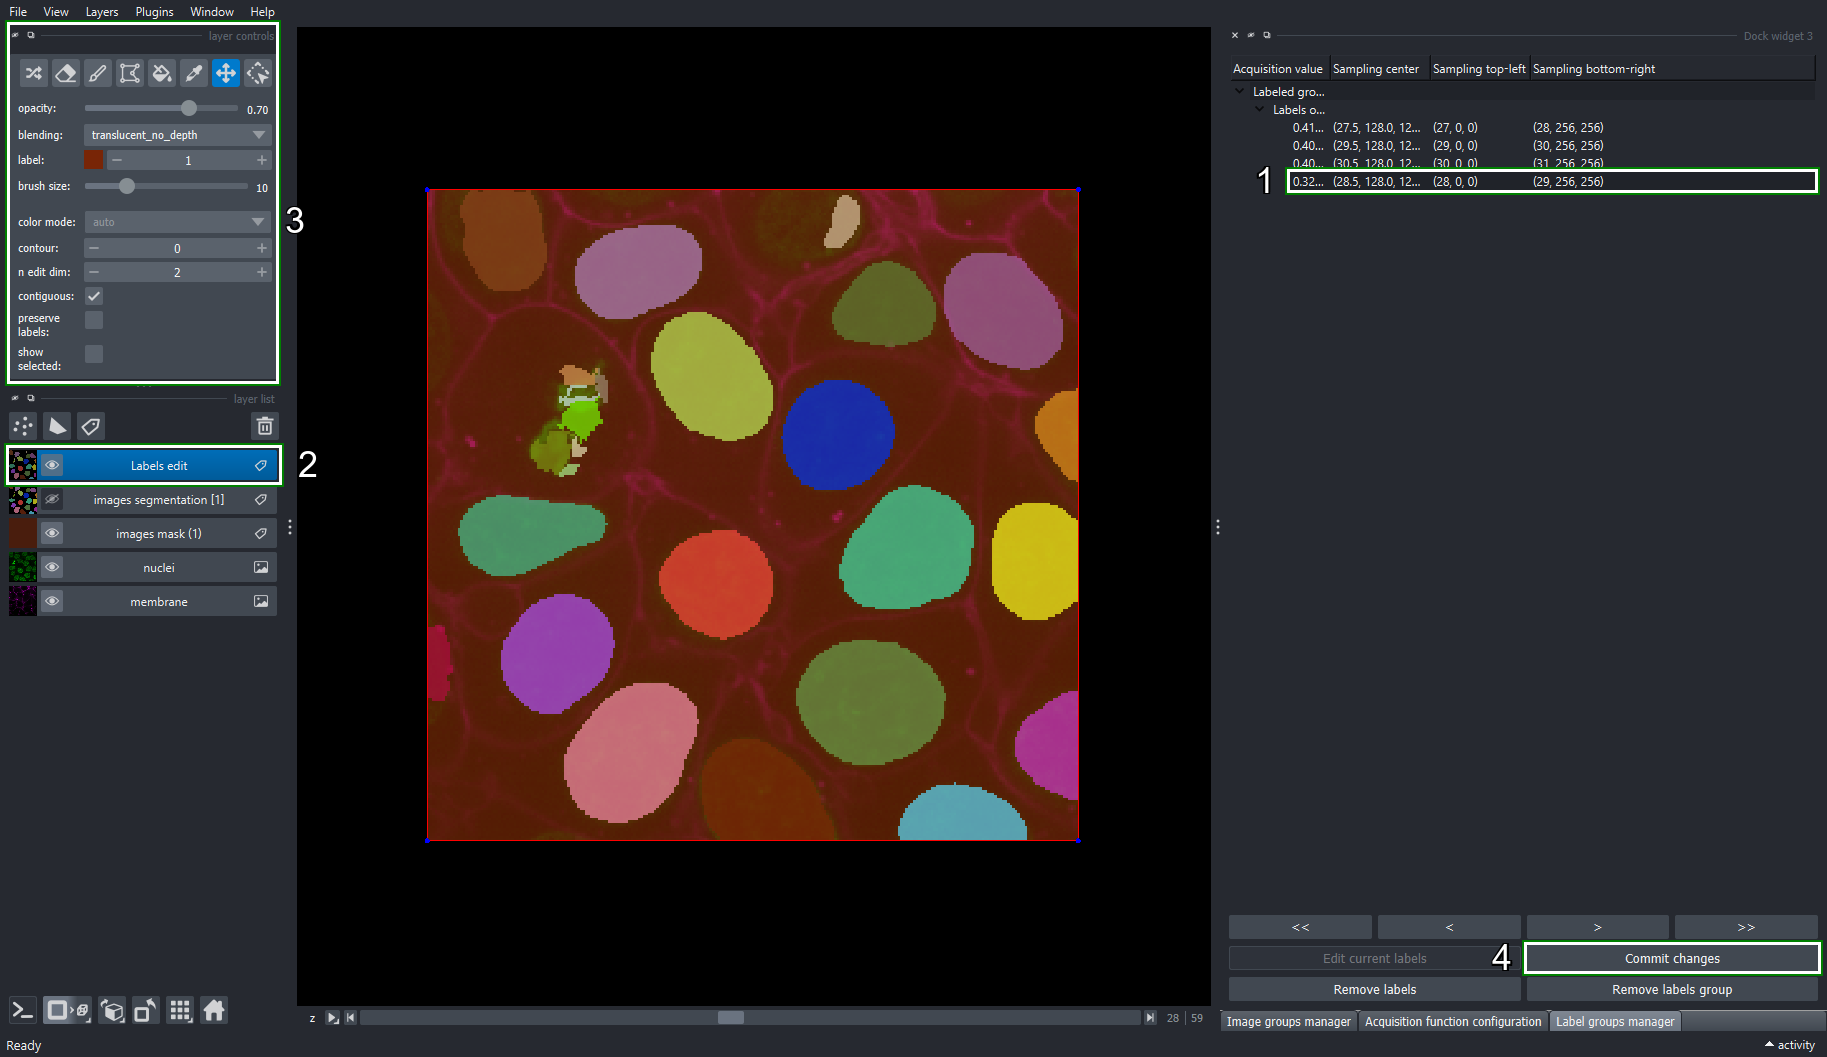 File View Layers Plugins Window Help
layer controls
opacity: 0.70
blending: translucent_no_depth
label: 1
brush size: 10
color mode: auto
contour: 0
n edit dim: 2
contiguous:
preserve
labels:
show
selected:
3
layer list
Labels edit
2
images segmentation [1]
images mask (1)
nuclei
membrane
z 28 59
Ready
Dock widget 3
Acquisition value Sampling center Sampling top-left Sampling bottom-right
Labeled gro...
Labels o...
0.41... (27.5, 128.0, 12... (27, 0, 0) (28, 256, 256)
0.40... (29.5, 128.0, 12... (29, 0, 0) (30, 256, 256)
0.40... (30.5, 128.0, 12... (30, 0, 0) (31, 256, 256)
1
0.32... (28.5, 128.0, 12... (28, 0, 0) (29, 256, 256)
<< < > >>
Edit current labels
4
Commit changes
Remove labels
Remove labels group
Image groups manager Acquisition function configuration Label groups manager
activity